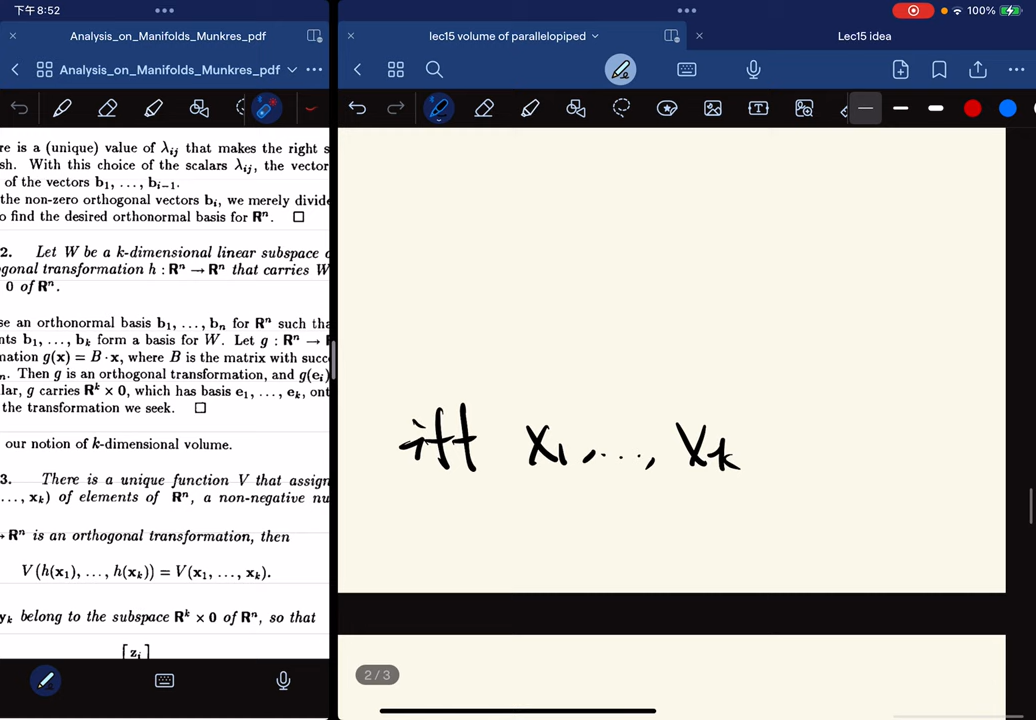 下午8:52
100%
Analysis_on_Manifolds_Munkres_pdf
Analysis_on_Manifolds_Munkres_pdf
re is a (unique) value of λij that makes the right s
sh. With this choice of the scalars λij, the vector
of the vectors b1, …, bi−1.
the non-zero orthogonal vectors bi, we merely divide
o find the desired orthonormal basis for Rn. □
2. Let W be a k-dimensional linear subspace o
gonal transformation h : Rn → Rn that carries W
0 of Rn.
se an orthonormal basis b1, …, bn for Rn such tha
nts b1, …, bk form a basis for W. Let g : Rn →
mation g(x) = B · x, where B is the matrix with succ
n. Then g is an orthogonal transformation, and g(ei)
lar, g carries Rk × 0, which has basis e1, …, ek, ont
the transformation we seek. □
our notion of k-dimensional volume.
3. There is a unique function V that assign
…, xk) of elements of Rn, a non-negative nu
→ Rn is an orthogonal transformation, then
V(h(x1), …, h(xk)) = V(x1, …, xk).
yk belong to the subspace Rk × 0 of Rn, so that
[zi]
lec15 volume of parallelopiped
Lec15 idea
iff x1, …, xk
2 / 3